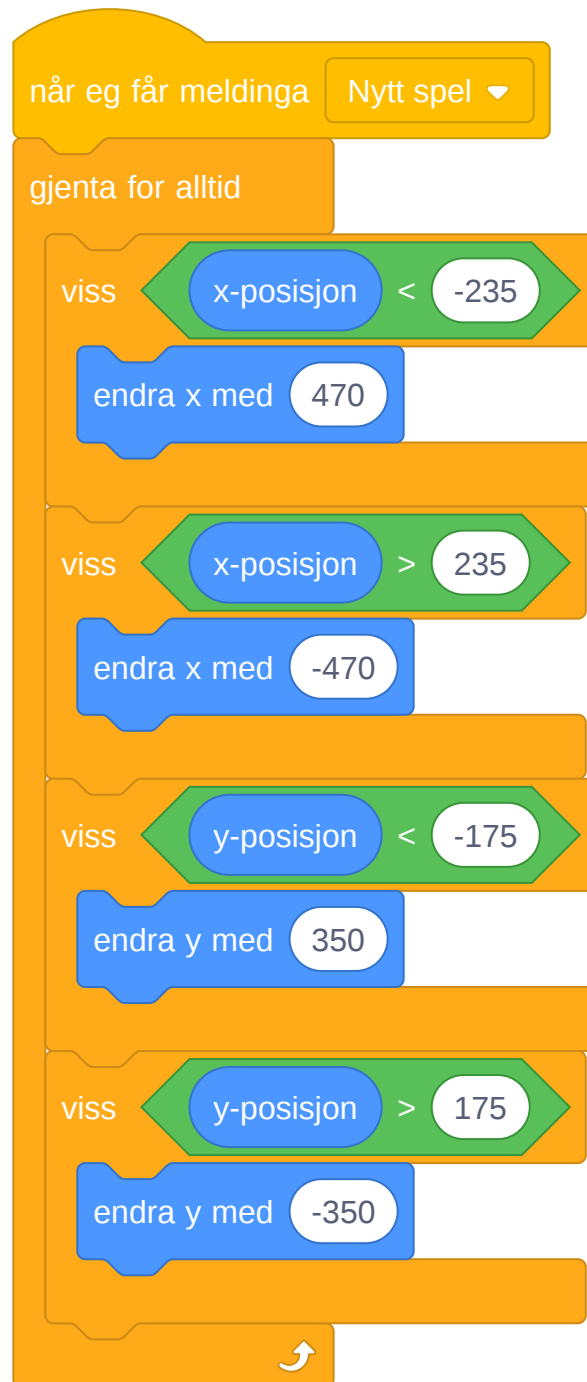 når eg får meldinga Nytt spel
gjenta for alltid
viss x-posisjon < -235
endra x med 470
viss x-posisjon > 235
endra x med -470
viss y-posisjon < -175
endra y med 350
viss y-posisjon > 175
endra y med -350